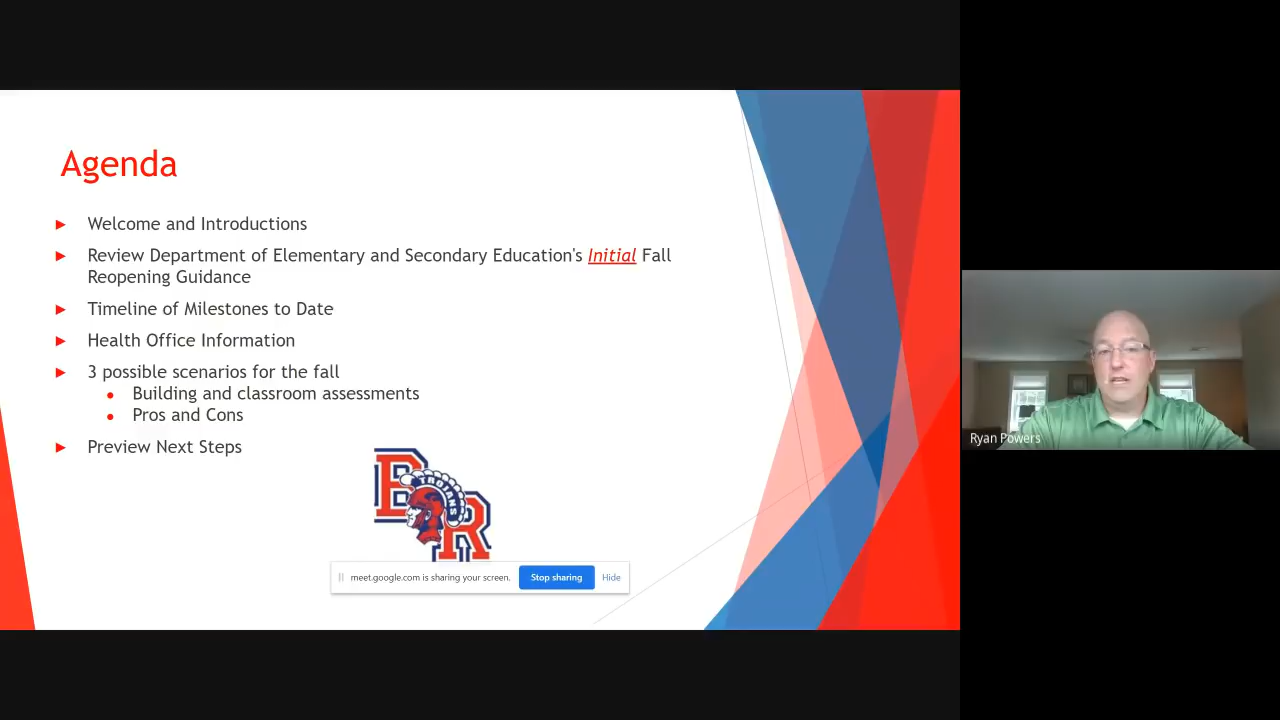 Agenda
Welcome and Introductions
Review Department of Elementary and Secondary Education's Initial Fall
Reopening Guidance
Timeline of Milestones to Date
Health Office Information
3 possible scenarios for the fall
Building and classroom assessments
Pros and Cons
Preview Next Steps
B
TROJANS
R
meet.google.com is sharing your screen.
Stop sharing
Hide
Ryan Powers